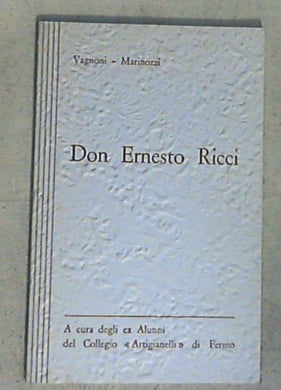 Vagnoni - Marinozzi
Don Ernesto Ricci
A cura degli ex Alunni
del Collegio « Artigianelli » di Fermo